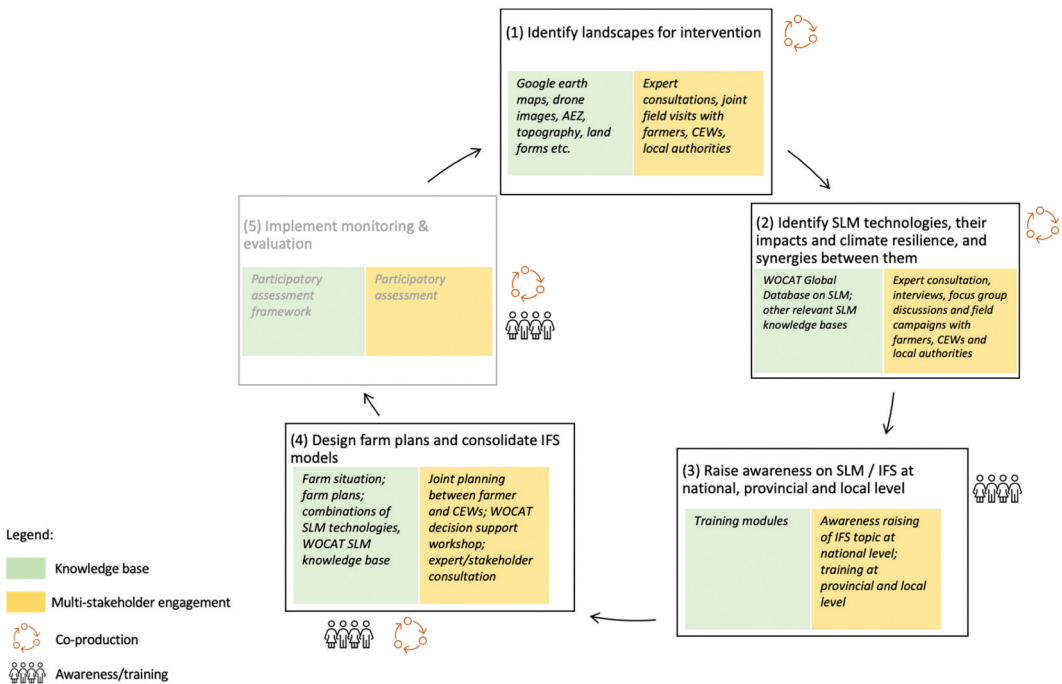 (1) Identify landscapes for intervention
Google earth
maps, drone
images, AEZ,
topography, land
forms etc.
Expert
consultations, joint
field visits with
farmers, CEWs,
local authorities
(2) Identify SLM technologies, their
impacts and climate resilience, and
synergies between them
WOCAT Global
Database on SLM;
other relevant SLM
knowledge bases
Expert consultation,
interviews, focus group
discussions and field
campaigns with
farmers, CEWs and
local authorities
(3) Raise awareness on SLM / IFS at
national, provincial and local level
Training modules
Awareness raising
of IFS topic at
national level;
training at
provincial and local
level
(4) Design farm plans and consolidate IFS
models
Farm situation;
farm plans;
combinations of
SLM technologies,
WOCAT SLM
knowledge base
Joint planning
between farmer
and CEWs; WOCAT
decision support
workshop;
expert/stakeholder
consultation
(5) Implement monitoring &
evaluation
Participatory
assessment
framework
Participatory
assessment
Legend:
Knowledge base
Multi-stakeholder engagement
Co-production
Awareness/training